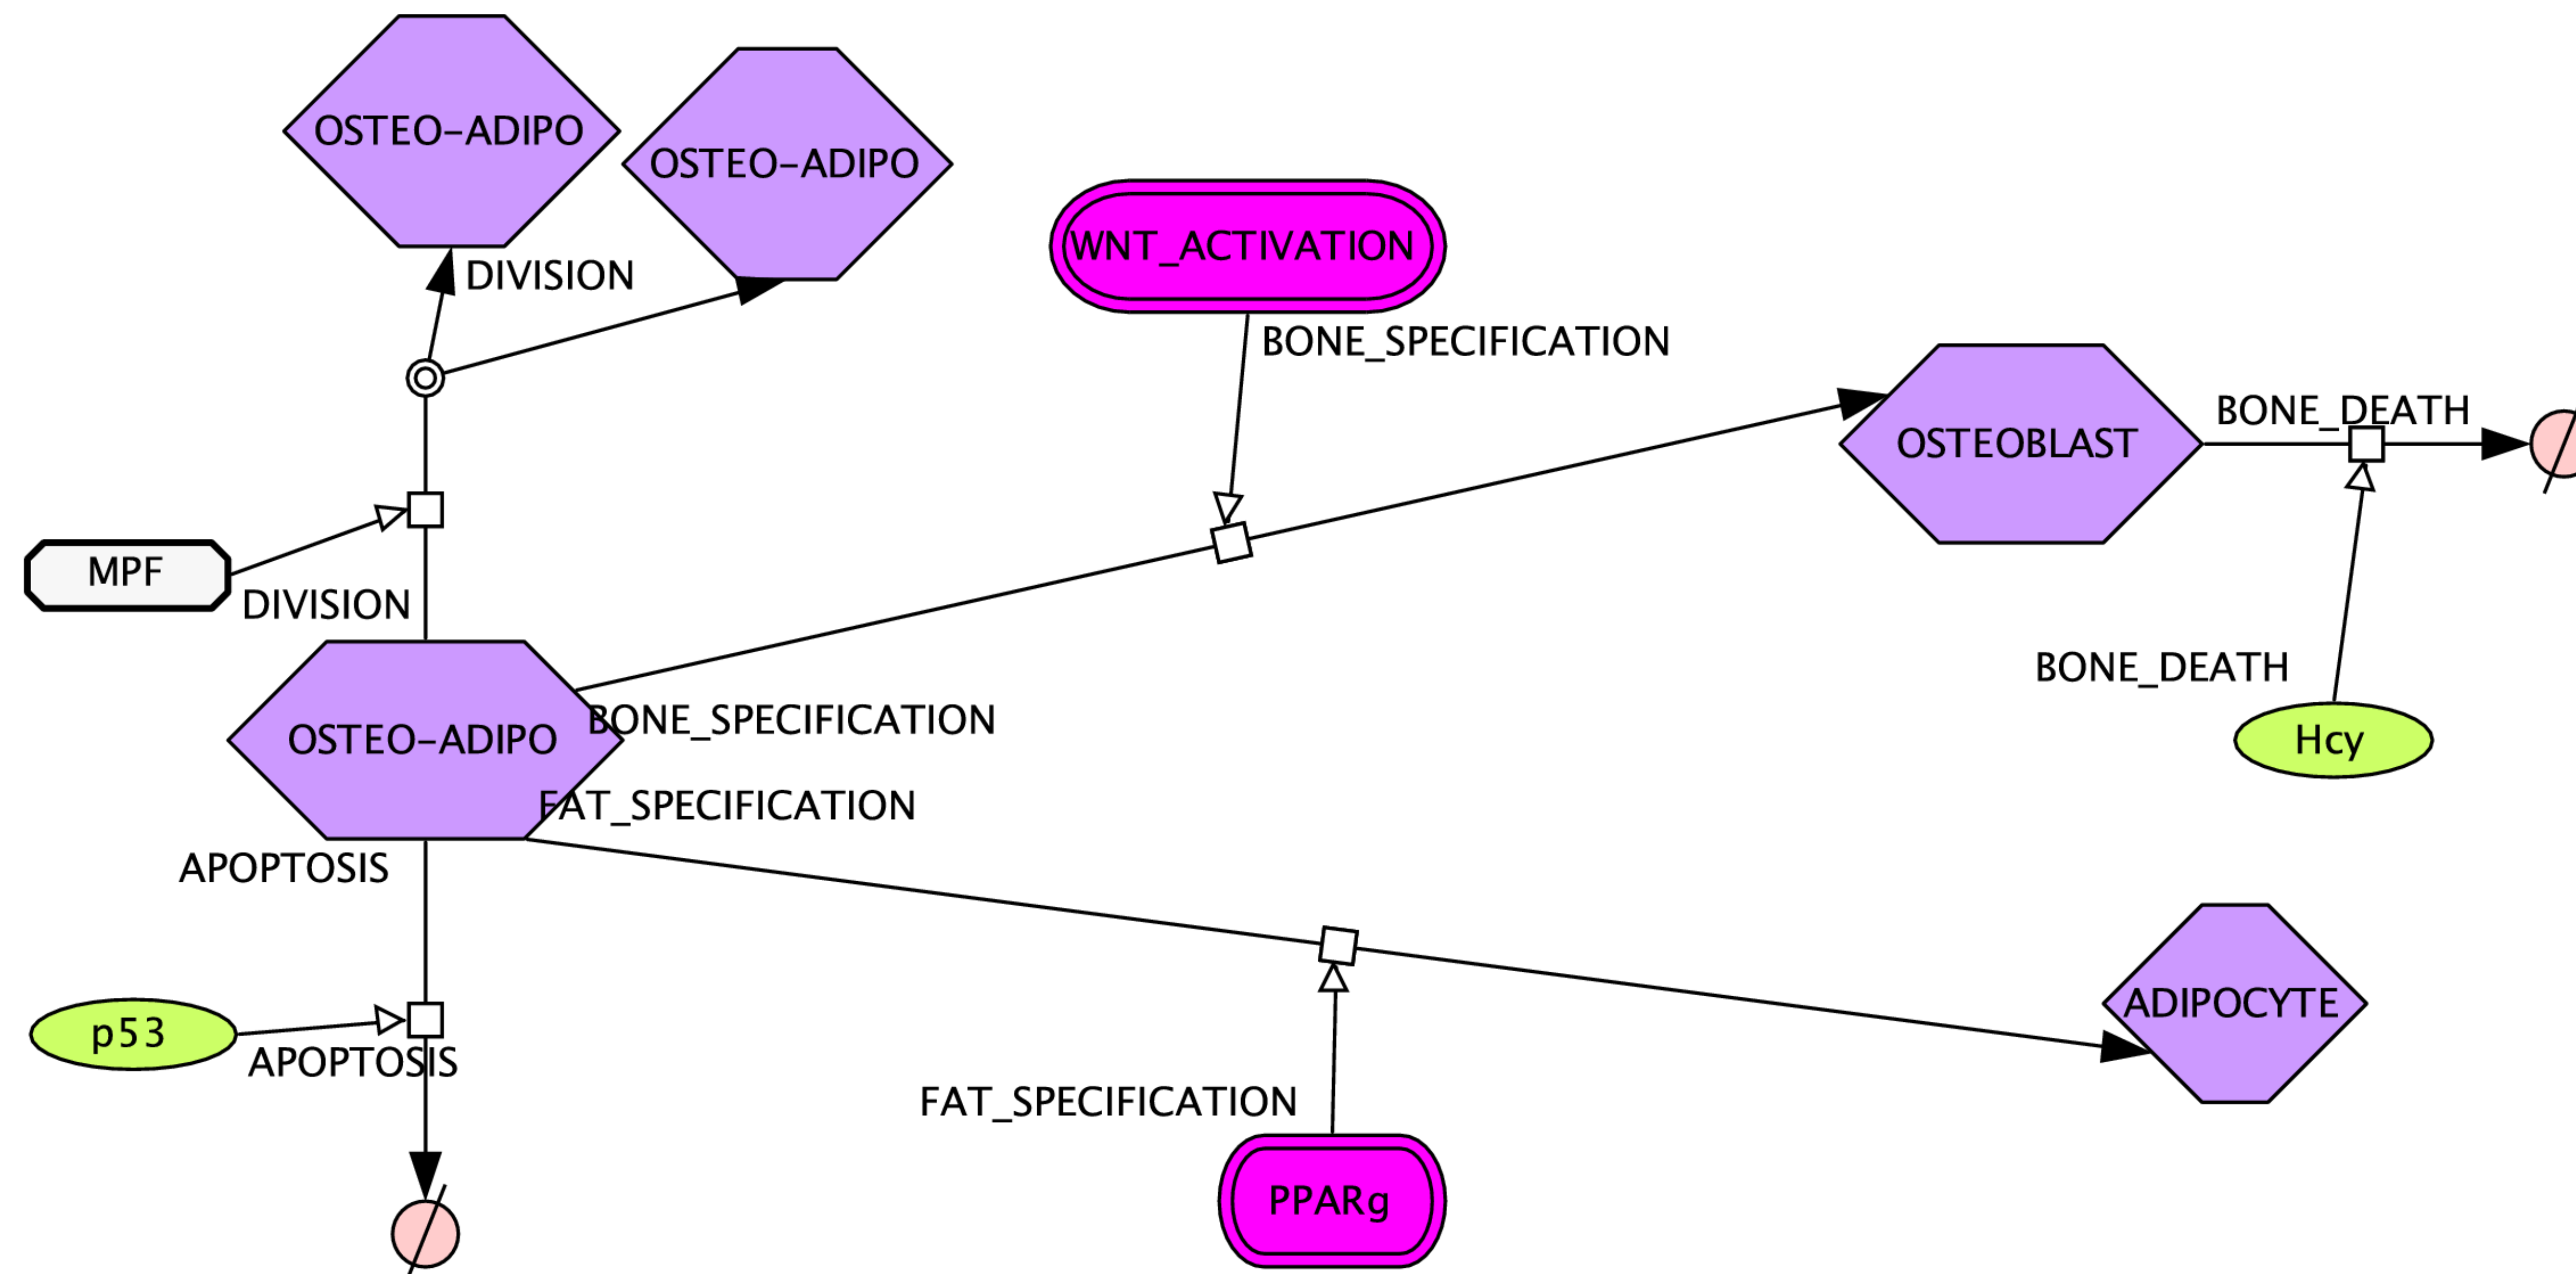 OSTEO-ADIPO
OSTEO-ADIPO
WNT_ACTIVATION
DIVISION
BONE_SPECIFICATION
BONE_DEATH
OSTEOBLAST
MPF
DIVISION
BONE_DEATH
BONE_SPECIFICATION
OSTEO-ADIPO
Hcy
FAT_SPECIFICATION
APOPTOSIS
ADIPOCYTE
p53
APOPTOSIS
FAT_SPECIFICATION
PPARg